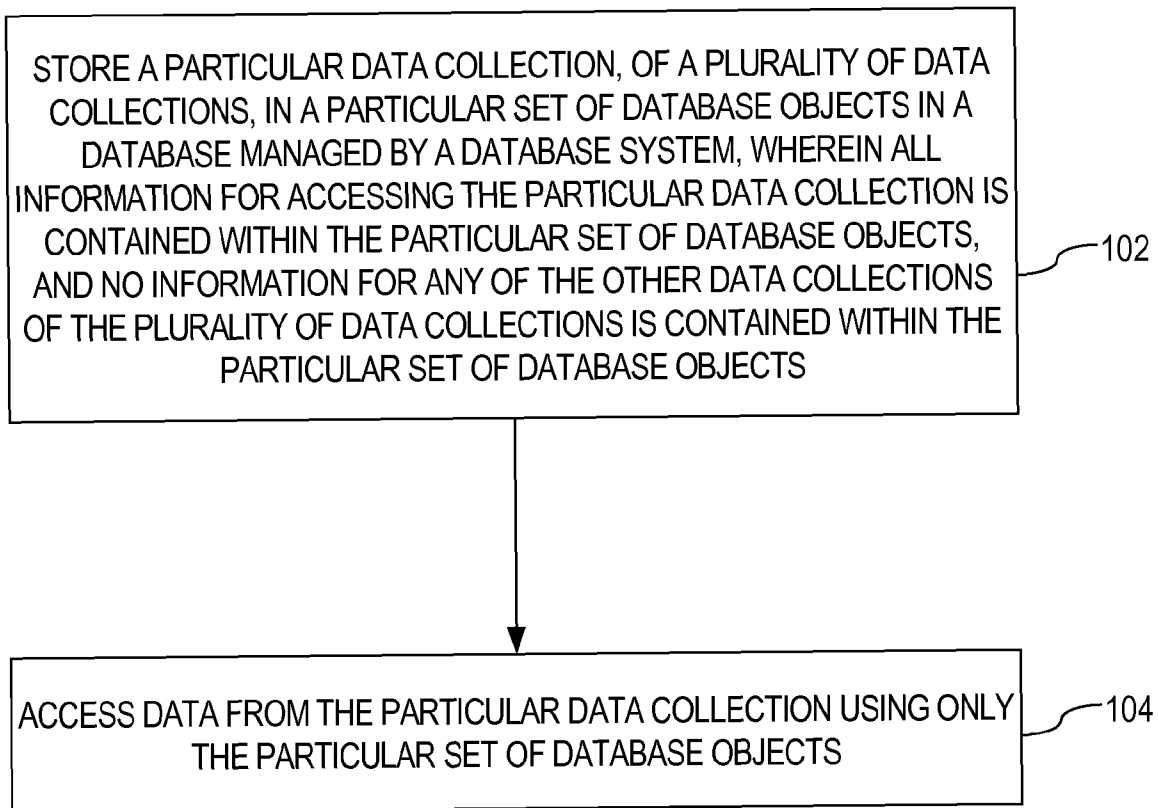 STORE A PARTICULAR DATA COLLECTION, OF A PLURALITY OF DATA
COLLECTIONS, IN A PARTICULAR SET OF DATABASE OBJECTS IN A
DATABASE MANAGED BY A DATABASE SYSTEM, WHEREIN ALL
INFORMATION FOR ACCESSING THE PARTICULAR DATA COLLECTION IS
CONTAINED WITHIN THE PARTICULAR SET OF DATABASE OBJECTS,
AND NO INFORMATION FOR ANY OF THE OTHER DATA COLLECTIONS
OF THE PLURALITY OF DATA COLLECTIONS IS CONTAINED WITHIN THE
PARTICULAR SET OF DATABASE OBJECTS
102
ACCESS DATA FROM THE PARTICULAR DATA COLLECTION USING ONLY
THE PARTICULAR SET OF DATABASE OBJECTS
104